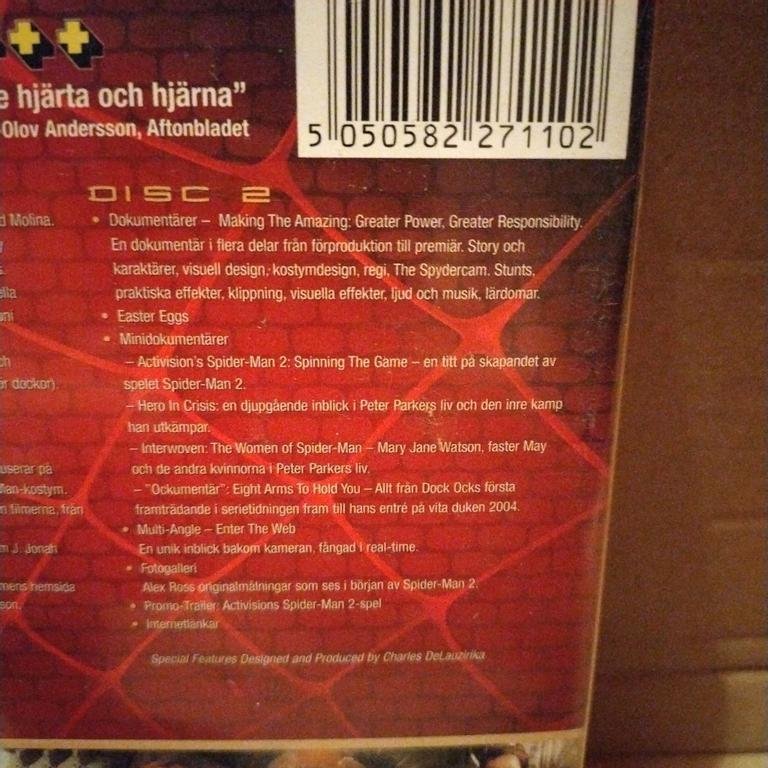 hjärta och hjärna”
Olov Andersson, Aftonbladet
5 050582 271102
DISC 2
Molina.
• Dokumentärer – Making The Amazing: Greater Power, Greater Responsibility.
En dokumentär i flera delar från förproduktion till premiär. Story och
karaktärer, visuell design, kostymdesign, regi, The Spydercam. Stunts,
praktiska effekter, klippning, visuella effekter, ljud och musik, lärdomar.
• Easter Eggs
• Minidokumentärer
– Activision's Spider-Man 2: Spinning The Game – en titt på skapandet av
spelet Spider-Man 2.
dockor).
– Hero In Crisis: en djupgående inblick i Peter Parkers liv och den inre kamp
han utkämpar.
– Interwoven: The Women of Spider-Man – Mary Jane Watson, faster May
och de andra kvinnorna i Peter Parkers liv.
på
– ”Ockumentär”: Eight Arms To Hold You – Allt från Dock Ocks första
-kostym.
framträdande i serietidningen fram till hans entré på vita duken 2004.
filmerna, från
• Multi-Angle – Enter The Web
En unik inblick bakom kameran, fångad i real-time.
J. Jonah
• Fotogalleri
Alex Ross originalmålningar som ses i början av Spider-Man 2.
hemsida
• Promo-Trailer: Activisions Spider-Man 2-spel
• Internetlänkar
Special Features Designed and Produced by Charles DeLauzirika